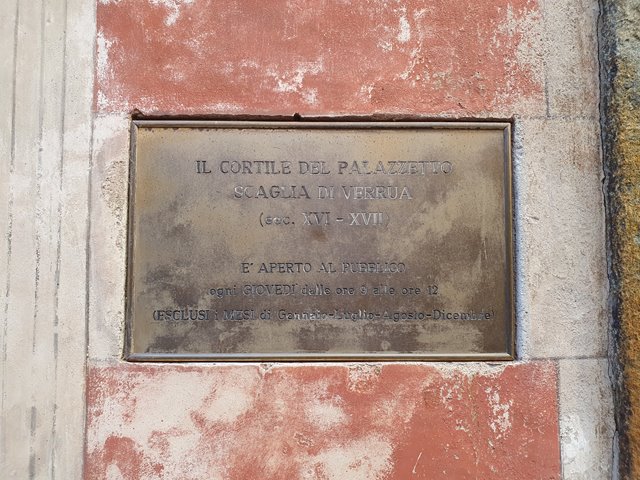 IL CORTILE DEL PALAZZETTO
SCAGLIA DI VERRUA
(sec. XVI - XVII)
E' APERTO AL PUBBLICO
ogni GIOVEDI dalle ore 9 alle ore 12
(ESCLUSI i MESI di Gennaio-Luglio-Agosto-Dicembre)